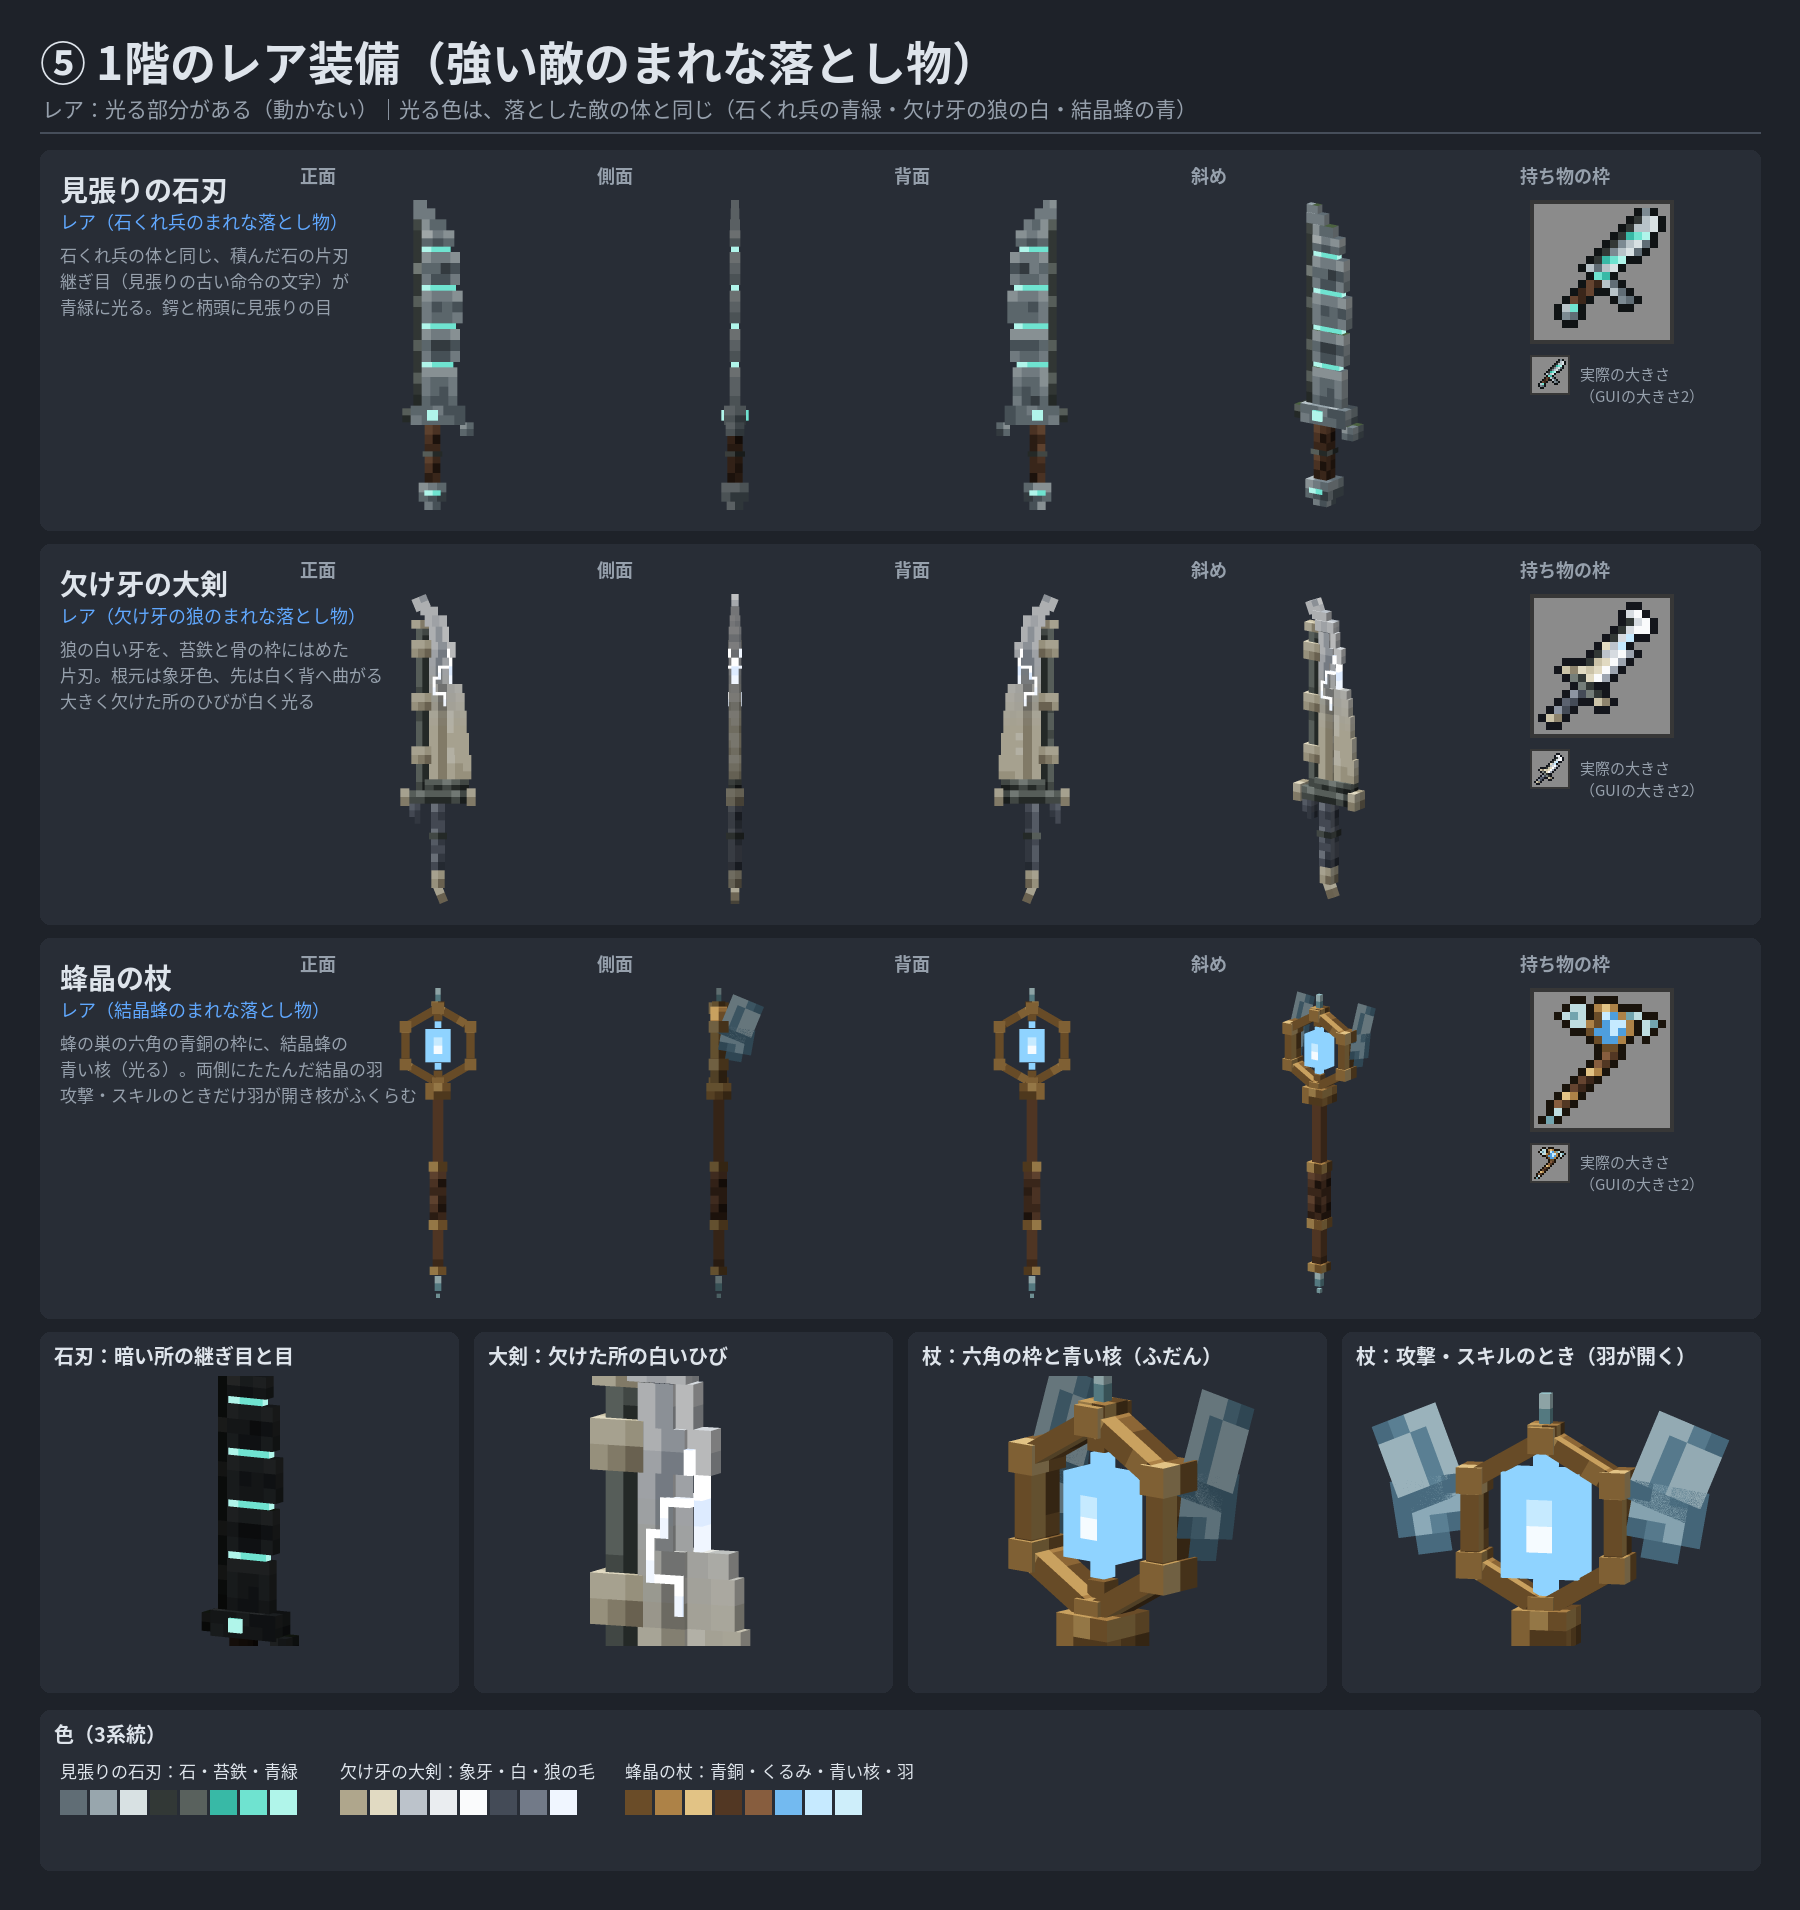 ⑤ 1階のレア装備（強い敵のまれな落とし物）
レア：光る部分がある（動かない）｜光る色は、落とした敵の体と同じ（石くれ兵の青緑・欠け牙の狼の白・結晶蜂の青）
見張りの石刃
正面
側面
背面
斜め
持ち物の枠
レア（石くれ兵のまれな落とし物）
石くれ兵の体と同じ、積んだ石の片刃
継ぎ目（見張りの古い命令の文字）が
青緑に光る。鍔と柄頭に見張りの目
実際の大きさ
（GUIの大きさ2）
欠け牙の大剣
正面
側面
背面
斜め
持ち物の枠
レア（欠け牙の狼のまれな落とし物）
狼の白い牙を、苔鉄と骨の枠にはめた
片刃。根元は象牙色、先は白く背へ曲がる
大きく欠けた所のひびが白く光る
実際の大きさ
（GUIの大きさ2）
蜂晶の杖
正面
側面
背面
斜め
持ち物の枠
レア（結晶蜂のまれな落とし物）
蜂の巣の六角の青銅の枠に、結晶蜂の
青い核（光る）。両側にたたんだ結晶の羽
攻撃・スキルのときだけ羽が開き核がふくらむ
実際の大きさ
（GUIの大きさ2）
石刃：暗い所の継ぎ目と目
大剣：欠けた所の白いひび
杖：六角の枠と青い核（ふだん）
杖：攻撃・スキルのとき（羽が開く）
色（3系統）
見張りの石刃：石・苔鉄・青緑
欠け牙の大剣：象牙・白・狼の毛
蜂晶の杖：青銅・くるみ・青い核・羽